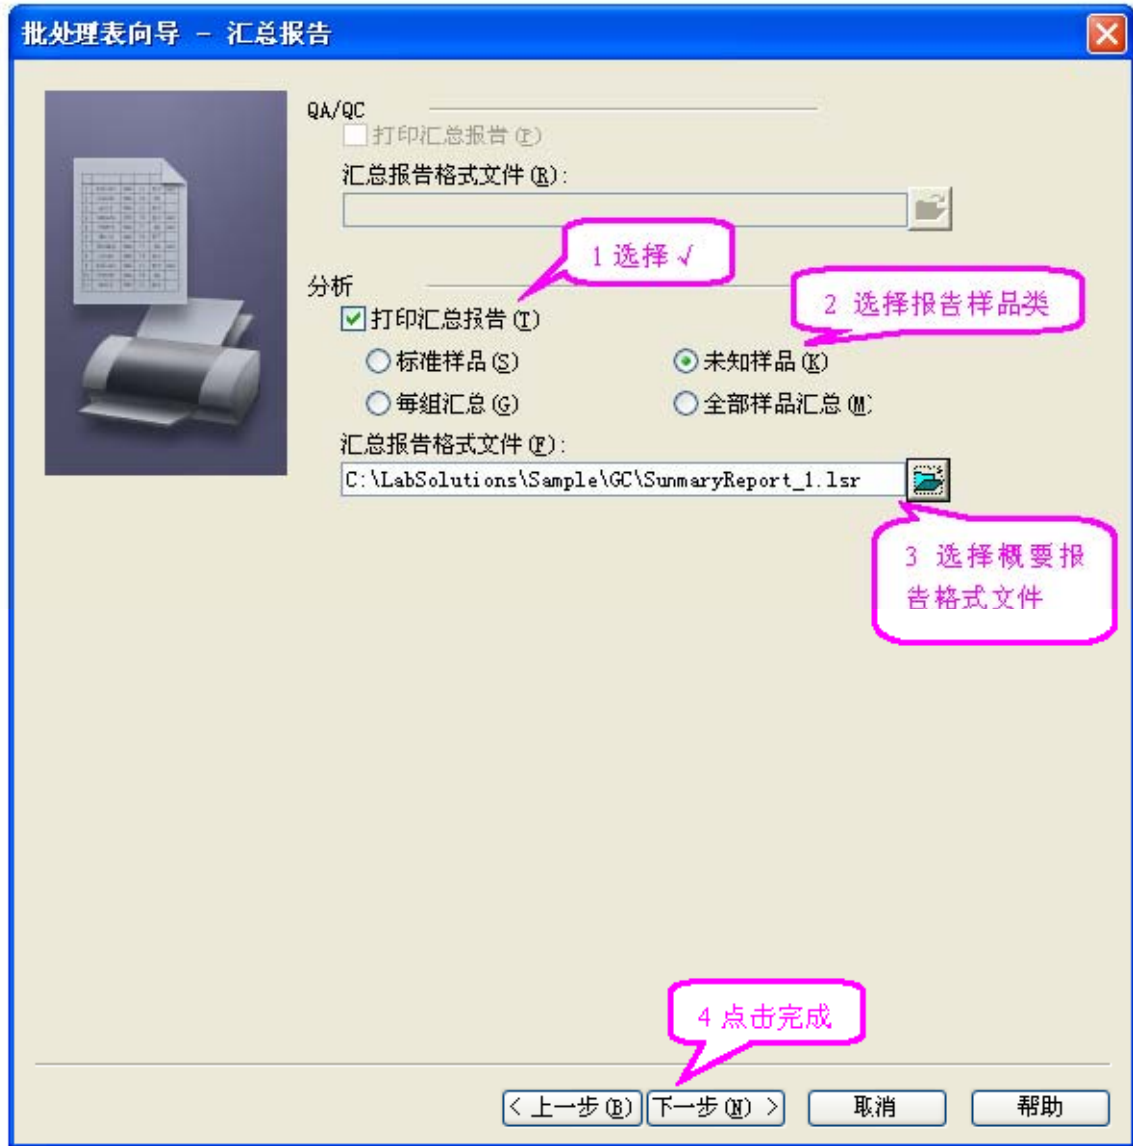 批处理表向导 - 汇总报告
QA/QC
打印汇总报告(P)
汇总报告格式文件(R):
1 选择 √
分析
2 选择报告样品类
打印汇总报告(T)
标准样品(S)
未知样品(K)
每组汇总(G)
全部样品汇总(M)
汇总报告格式文件(F):
C:\LabSolutions\Sample\GC\SunmaryReport_1.lsr
3 选择概要报
告格式文件
4 点击完成
< 上一步(B)
下一步(N) >
取消
帮助